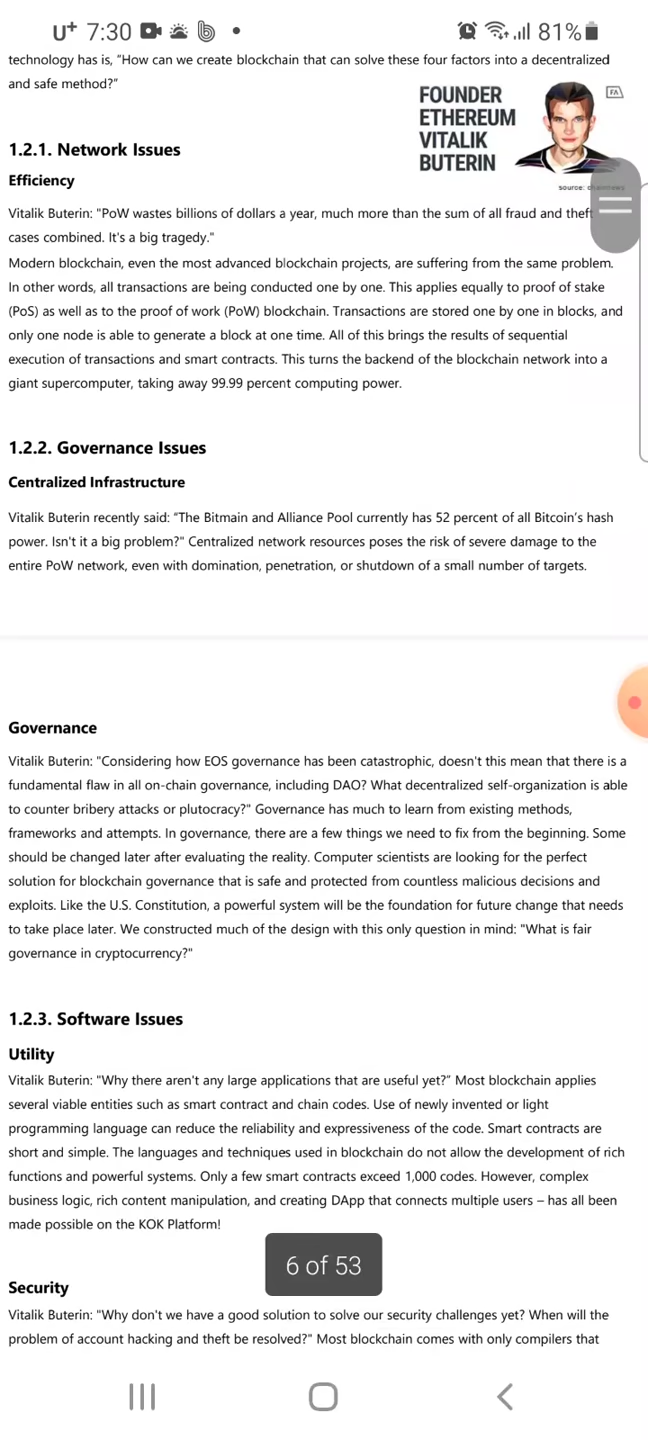 U+ 7:30 81%
technology has is, “How can we create blockchain that can solve these four factors into a decentralized
and safe method?”
FOUNDER
ETHEREUM
VITALIK
BUTERIN
FA
source:
1.2.1. Network Issues
Efficiency
Vitalik Buterin: "PoW wastes billions of dollars a year, much more than the sum of all fraud and theft
cases combined. It's a big tragedy."
Modern blockchain, even the most advanced blockchain projects, are suffering from the same problem.
In other words, all transactions are being conducted one by one. This applies equally to proof of stake
(PoS) as well as to the proof of work (PoW) blockchain. Transactions are stored one by one in blocks, and
only one node is able to generate a block at one time. All of this brings the results of sequential
execution of transactions and smart contracts. This turns the backend of the blockchain network into a
giant supercomputer, taking away 99.99 percent computing power.
1.2.2. Governance Issues
Centralized Infrastructure
Vitalik Buterin recently said: “The Bitmain and Alliance Pool currently has 52 percent of all Bitcoin’s hash
power. Isn't it a big problem?" Centralized network resources poses the risk of severe damage to the
entire PoW network, even with domination, penetration, or shutdown of a small number of targets.
Governance
Vitalik Buterin: "Considering how EOS governance has been catastrophic, doesn't this mean that there is a
fundamental flaw in all on-chain governance, including DAO? What decentralized self-organization is able
to counter bribery attacks or plutocracy?" Governance has much to learn from existing methods,
frameworks and attempts. In governance, there are a few things we need to fix from the beginning. Some
should be changed later after evaluating the reality. Computer scientists are looking for the perfect
solution for blockchain governance that is safe and protected from countless malicious decisions and
exploits. Like the U.S. Constitution, a powerful system will be the foundation for future change that needs
to take place later. We constructed much of the design with this only question in mind: "What is fair
governance in cryptocurrency?"
1.2.3. Software Issues
Utility
Vitalik Buterin: "Why there aren't any large applications that are useful yet?” Most blockchain applies
several viable entities such as smart contract and chain codes. Use of newly invented or light
programming language can reduce the reliability and expressiveness of the code. Smart contracts are
short and simple. The languages and techniques used in blockchain do not allow the development of rich
functions and powerful systems. Only a few smart contracts exceed 1,000 codes. However, complex
business logic, rich content manipulation, and creating DApp that connects multiple users – has all been
made possible on the KOK Platform!
6 of 53
Security
Vitalik Buterin: "Why don't we have a good solution to solve our security challenges yet? When will the
problem of account hacking and theft be resolved?" Most blockchain comes with only compilers that